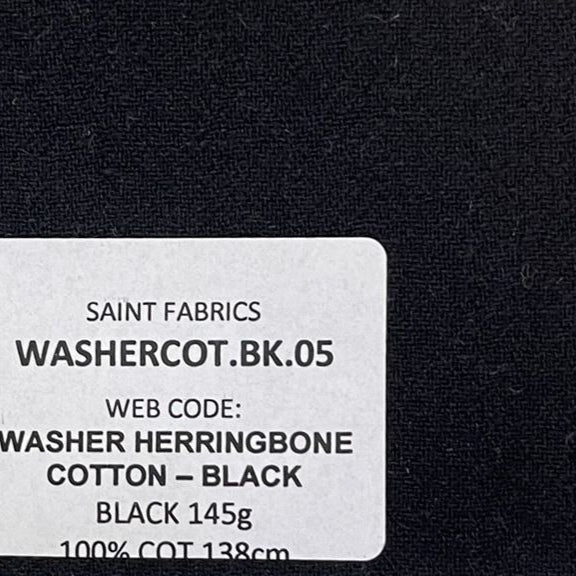 SAINT FABRICS
WASHERCOT.BK.05
WEB CODE:
WASHER HERRINGBONE
COTTON – BLACK
BLACK 145g
100% COT 138cm